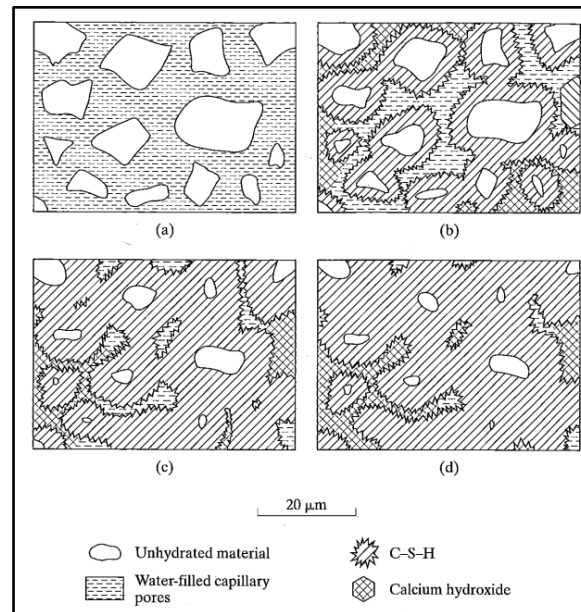 (a)
(b)
(c)
(d)
20 μm
Unhydrated material
C–S–H
Water-filled capillary
pores
Calcium hydroxide